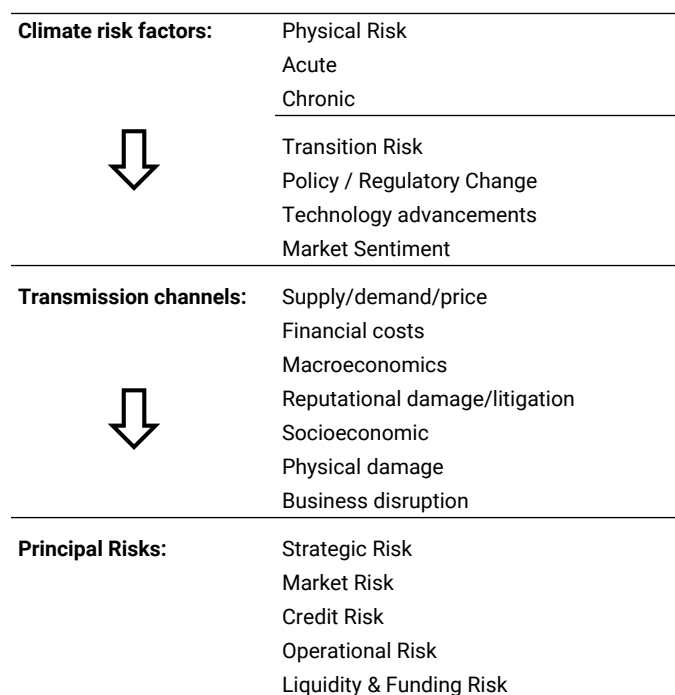 Climate risk factors: Physical Risk
Acute
Chronic
Transition Risk
Policy / Regulatory Change
Technology advancements
Market Sentiment
Transmission channels: Supply/demand/price
Financial costs
Macroeconomics
Reputational damage/litigation
Socioeconomic
Physical damage
Business disruption
Principal Risks: Strategic Risk
Market Risk
Credit Risk
Operational Risk
Liquidity & Funding Risk